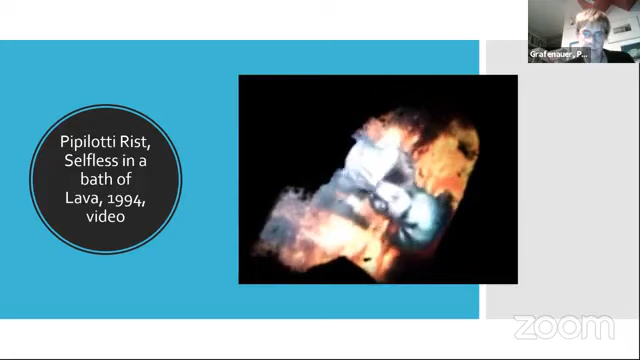 Grafenauer, P...
Pipilotti Rist,
Selfless in a
bath of
Lava, 1994,
video
zoom